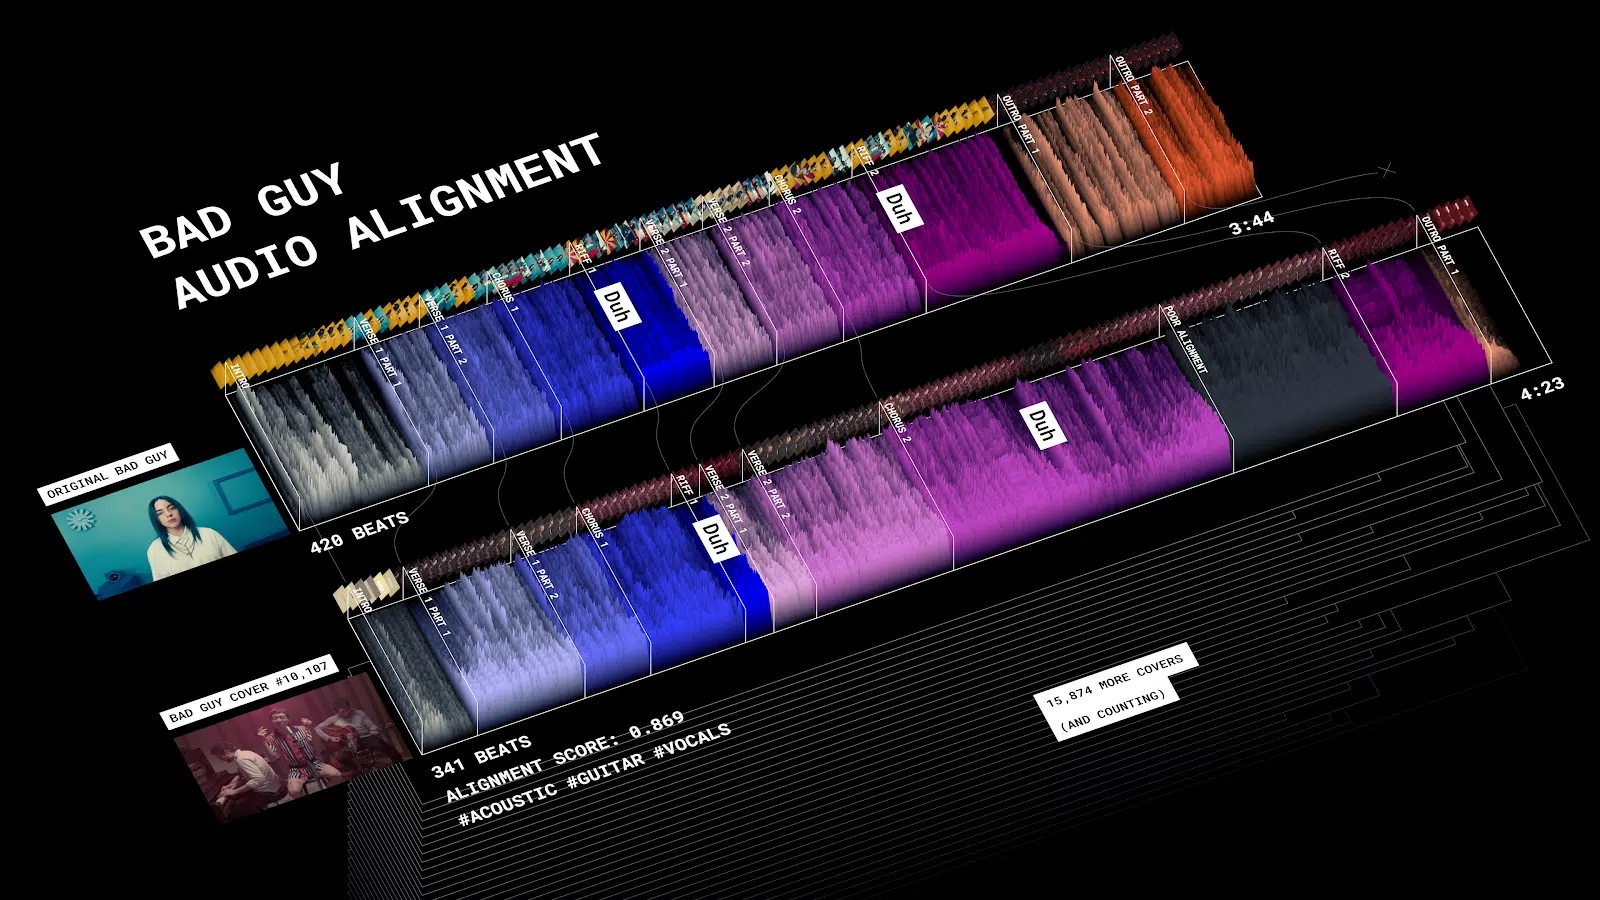 BAD GUY
AUDIO ALIGNMENT
ORIGINAL BAD GUY
INTRO
VERSE 1 PART 1
VERSE 1 PART 2
CHORUS 1
RIFF 1
Duh
VERSE 2 PART 1
VERSE 2 PART 2
CHORUS 2
RIFF 2
Duh
OUTRO PART 1
OUTRO PART 2
420 BEATS
3:44
BAD GUY COVER #10,107
INTRO
VERSE 1 PART 1
VERSE 1 PART 2
CHORUS 1
RIFF 1
Duh
VERSE 2 PART 1
VERSE 2 PART 2
CHORUS 2
Duh
POOR ALIGNMENT
RIFF 2
OUTRO PART 1
4:23
341 BEATS
ALIGNMENT SCORE: 0.869
#ACOUSTIC #GUITAR #VOCALS
15,874 MORE COVERS
(AND COUNTING)